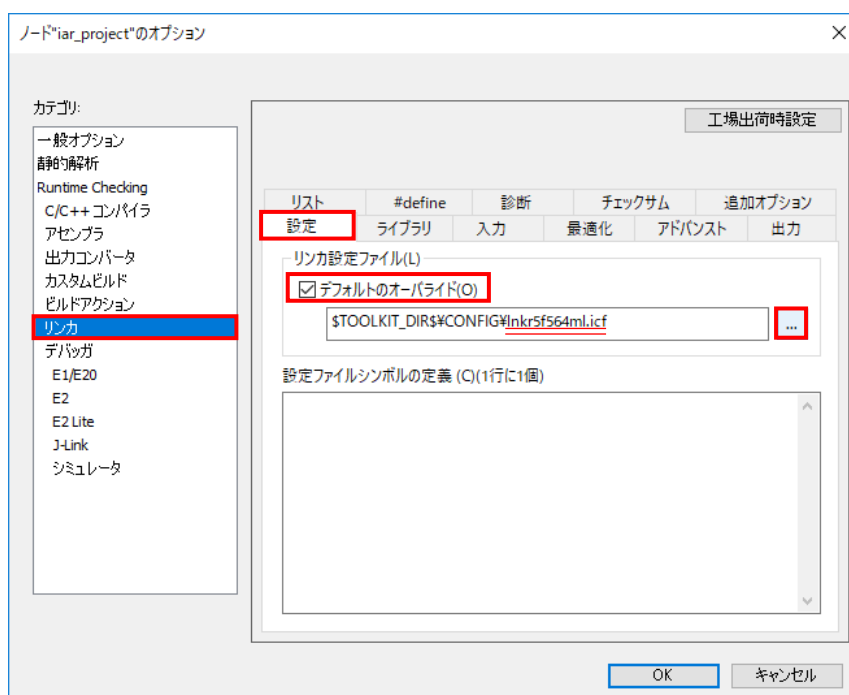 ノード"iar_project"のオプション
カテゴリ:
一般オプション
静的解析
Runtime Checking
C/C++ コンパイラ
アセンブラ
出力コンバータ
カスタムビルド
ビルドアクション
リンカ
デバッガ
E1/E20
E2
E2 Lite
J-Link
シミュレータ
工場出荷時設定
リスト #define 診断 チェックサム 追加オプション
設定 ライブラリ 入力 最適化 アドバンスト 出力
リンカ設定ファイル(L)
デフォルトのオーバライド(O)
$TOOLKIT_DIR$¥CONFIG¥lnkr5f564ml.icf
...
設定ファイルシンボルの定義 (C)(1行に1個)
OK キャンセル